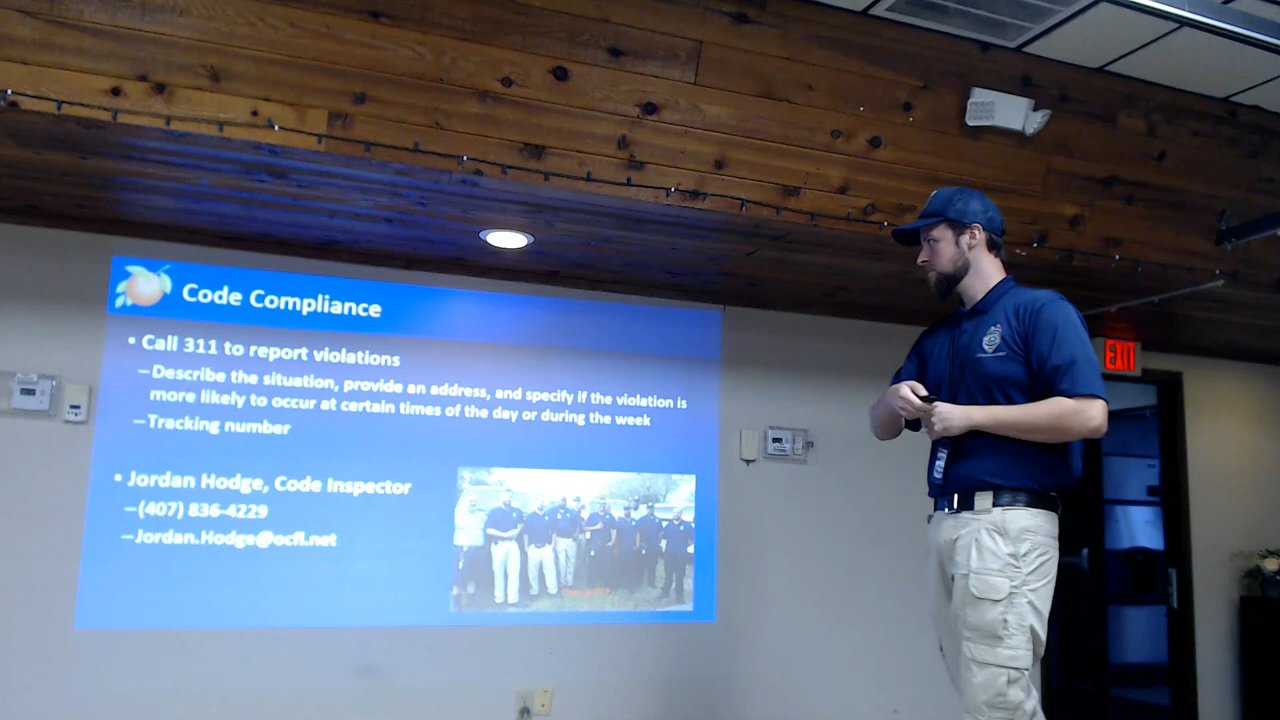 Code Compliance
• Call 311 to report violations
–Describe the situation, provide an address, and specify if the violation is
more likely to occur at certain times of the day or during the week
–Tracking number
• Jordan Hodge, Code Inspector
–(407) 836-4229
–Jordan.Hodge@ocfl.net
EXIT